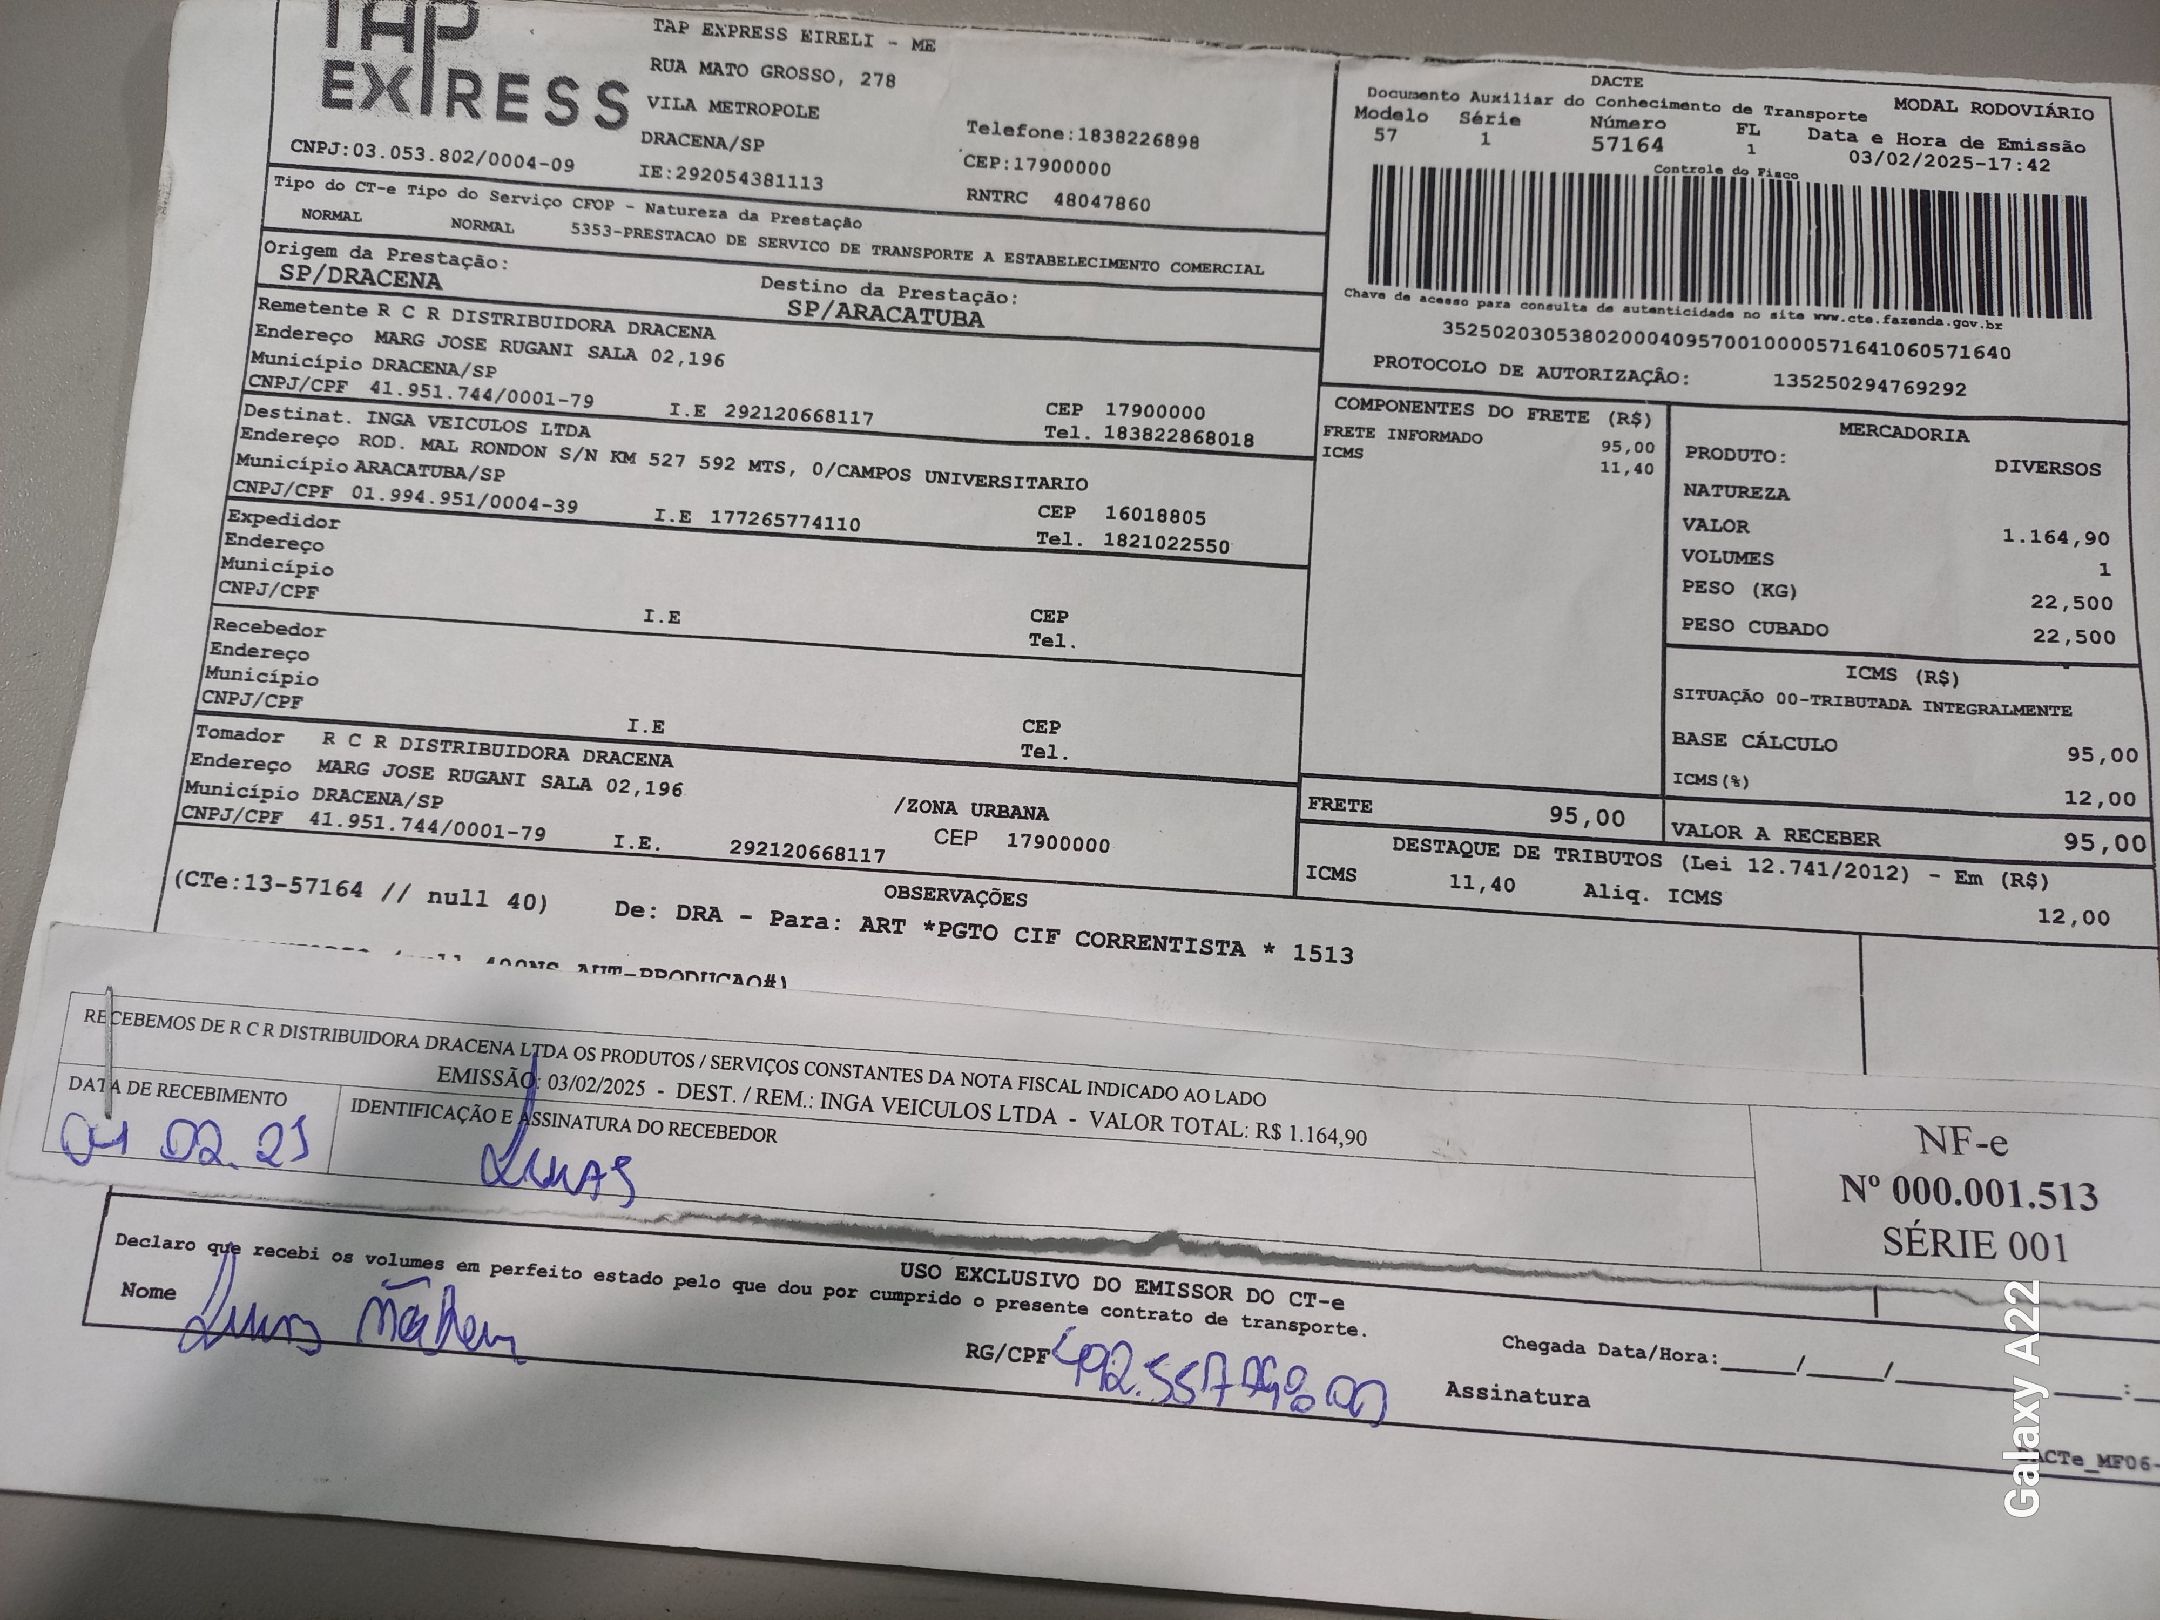 TAP EXPRESS
TAP EXPRESS EIRELI - ME
RUA MATO GROSSO, 278
VILA METROPOLE
DRACENA/SP
IE:292054381113
Telefone:1838226898
CEP:17900000
RNTRC 48047860
CNPJ:03.053.802/0004-09
DACTE
Documento Auxiliar do Conhecimento de Transporte
MODAL RODOVIÁRIO
Modelo Série Número FL Data e Hora de Emissão
57 1 57164 1 03/02/2025-17:42
Controle do Fisco
Chave de acesso para consulta de autenticidade no site www.cte.fazenda.gov.br
35250203053802000409570010000571641060571640
PROTOCOLO DE AUTORIZAÇÃO: 135250294769292
Tipo do CT-e Tipo do Serviço CFOP - Natureza da Prestação
NORMAL NORMAL 5353-PRESTACAO DE SERVICO DE TRANSPORTE A ESTABELECIMENTO COMERCIAL
Origem da Prestação: Destino da Prestação:
SP/DRACENA SP/ARACATUBA
Remetente R C R DISTRIBUIDORA DRACENA
Endereço MARG JOSE RUGANI SALA 02,196
Município DRACENA/SP CEP 17900000
CNPJ/CPF 41.951.744/0001-79 I.E 292120668117 Tel. 183822868018
Destinat. INGA VEICULOS LTDA
Endereço ROD. MAL RONDON S/N KM 527 592 MTS, 0/CAMPOS UNIVERSITARIO
Município ARACATUBA/SP CEP 16018805
CNPJ/CPF 01.994.951/0004-39 I.E 177265774110 Tel. 1821022550
Expedidor
Endereço
Município CEP
CNPJ/CPF I.E Tel.
Recebedor
Endereço
Município CEP
CNPJ/CPF I.E Tel.
Tomador R C R DISTRIBUIDORA DRACENA
Endereço MARG JOSE RUGANI SALA 02,196 /ZONA URBANA
Município DRACENA/SP CEP 17900000
CNPJ/CPF 41.951.744/0001-79 I.E. 292120668117
COMPONENTES DO FRETE (R$)
FRETE INFORMADO 95,00
ICMS 11,40
MERCADORIA
PRODUTO: DIVERSOS
NATUREZA
VALOR 1.164,90
VOLUMES 1
PESO (KG) 22,500
PESO CUBADO 22,500
ICMS (R$)
SITUAÇÃO 00-TRIBUTADA INTEGRALMENTE
BASE CÁLCULO 95,00
ICMS(%) 12,00
FRETE 95,00
VALOR A RECEBER 95,00
DESTAQUE DE TRIBUTOS (Lei 12.741/2012) - Em (R$)
ICMS 11,40 Aliq. ICMS 12,00
OBSERVAÇÕES
(CTe:13-57164 // null 40) De: DRA - Para: ART *PGTO CIF CORRENTISTA * 1513
RECEBEMOS DE R C R DISTRIBUIDORA DRACENA LTDA OS PRODUTOS / SERVIÇOS CONSTANTES DA NOTA FISCAL INDICADO AO LADO
EMISSÃO: 03/02/2025 - DEST. / REM.: INGA VEICULOS LTDA - VALOR TOTAL: R$ 1.164,90
DATA DE RECEBIMENTO
04 02.25
IDENTIFICAÇÃO E ASSINATURA DO RECEBEDOR
NF-e
Nº 000.001.513
SÉRIE 001
USO EXCLUSIVO DO EMISSOR DO CT-e
Declaro que recebi os volumes em perfeito estado pelo que dou por cumprido o presente contrato de transporte.
Nome
RG/CPF
Chegada Data/Hora:_____/____/
Assinatura
Galaxy A22